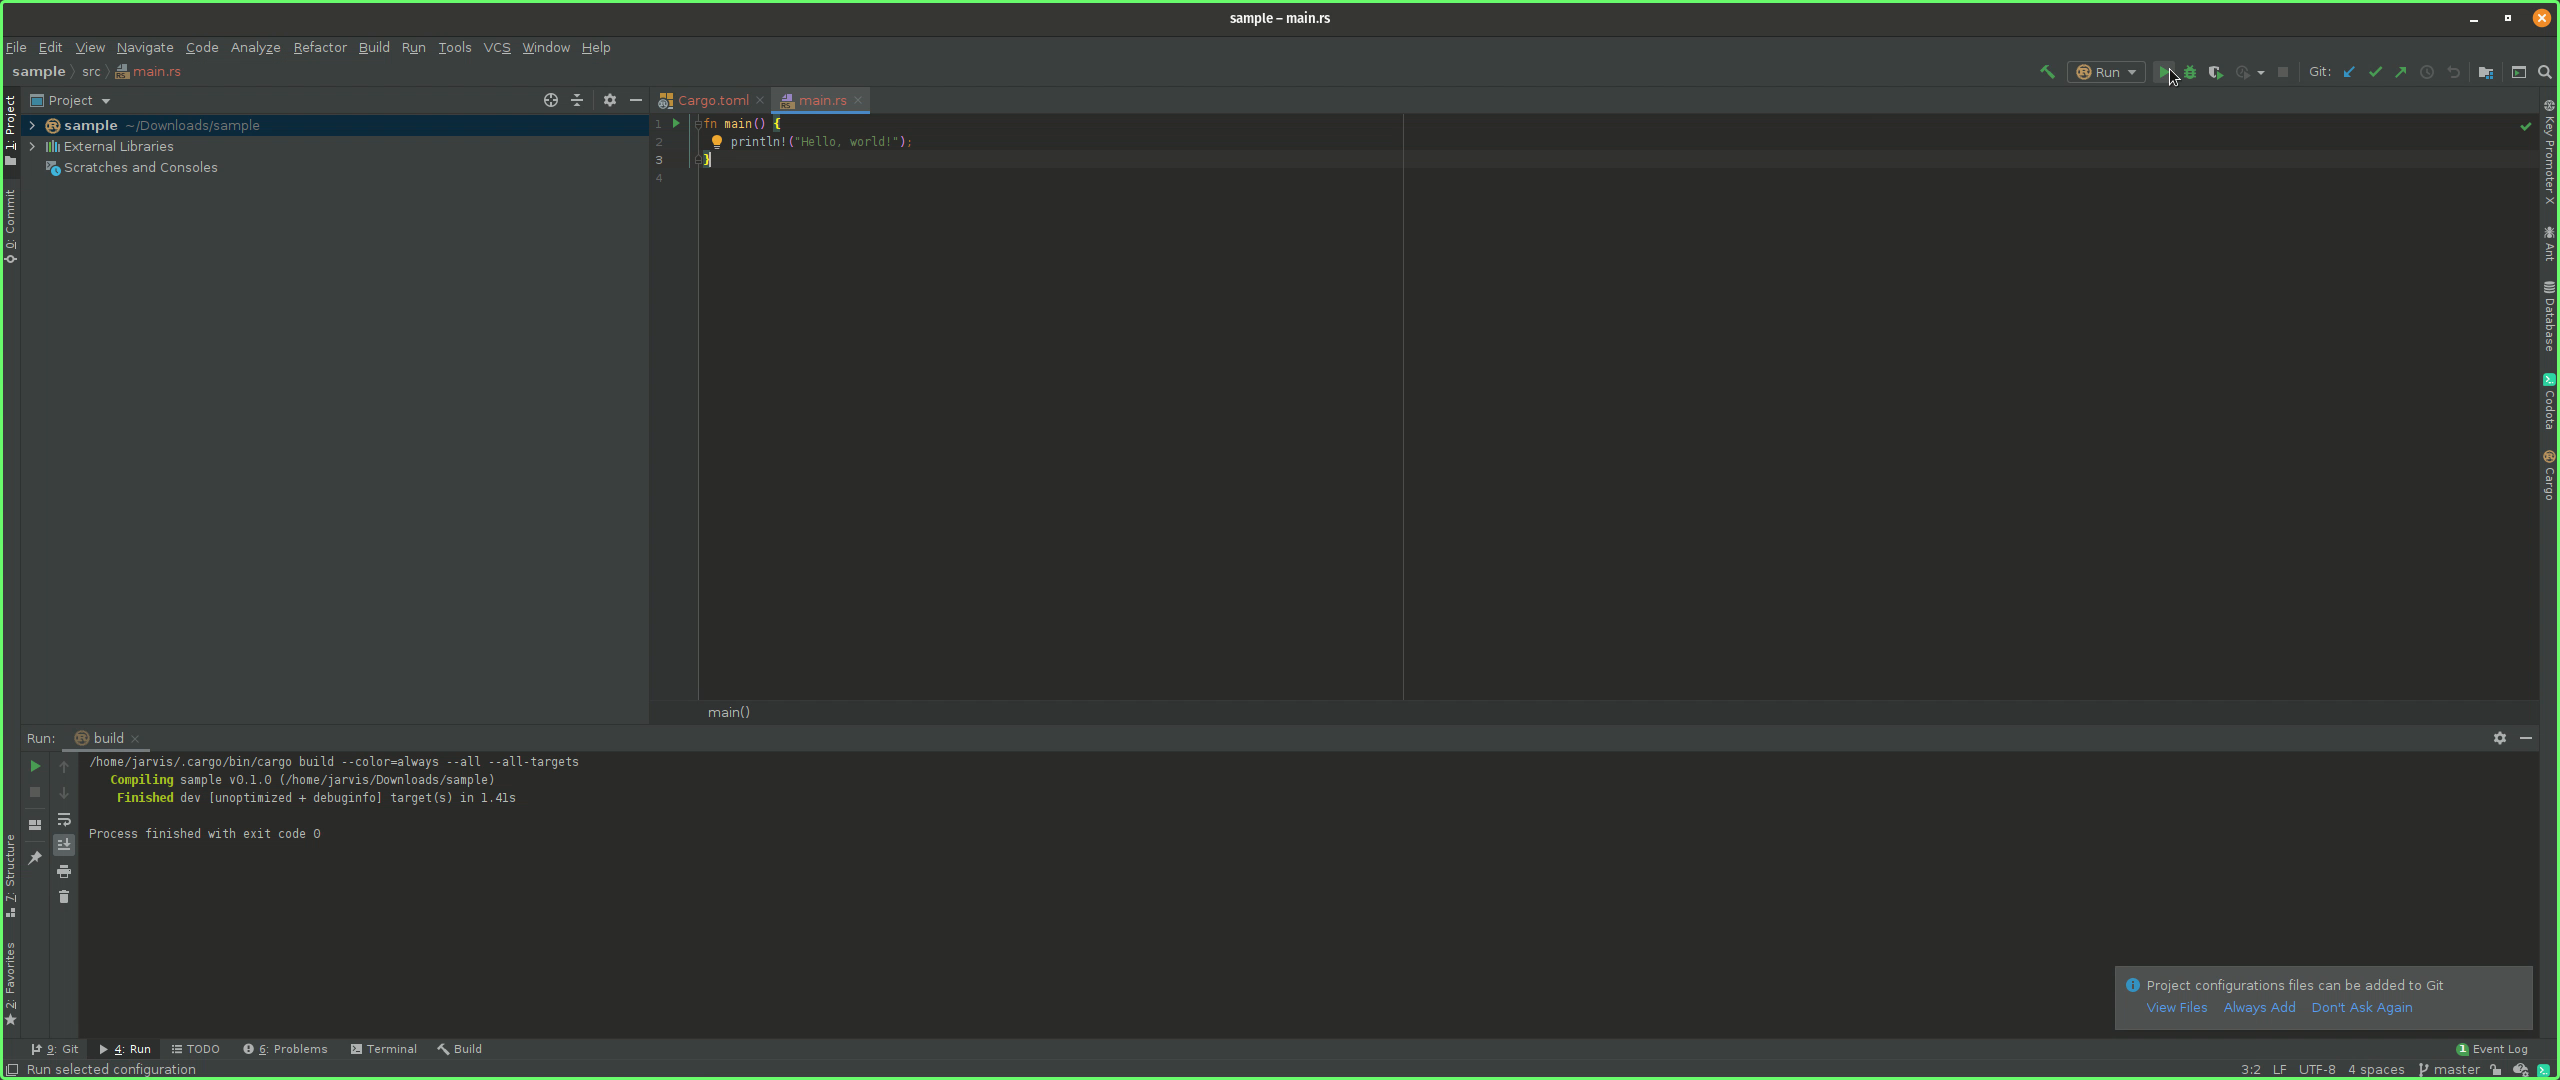 sample – main.rs
File Edit View Navigate Code Analyze Refactor Build Run Tools VCS Window Help
sample src main.rs
Run Git:
Project
Cargo.toml main.rs
sample ~/Downloads/sample
External Libraries
Scratches and Consoles
1 fn main() {
2 println!("Hello, world!");
3 }
4
main()
1: Project
0: Commit
7: Structure
2: Favorites
Key Promoter X
Ant
Database
Codota
Cargo
Run: build
/home/jarvis/.cargo/bin/cargo build --color=always --all --all-targets
Compiling sample v0.1.0 (/home/jarvis/Downloads/sample)
Finished dev [unoptimized + debuginfo] target(s) in 1.41s
Process finished with exit code 0
Project configurations files can be added to Git
View Files Always Add Don't Ask Again
9: Git 4: Run TODO 6: Problems Terminal Build 1 Event Log
Run selected configuration 3:2 LF UTF-8 4 spaces master